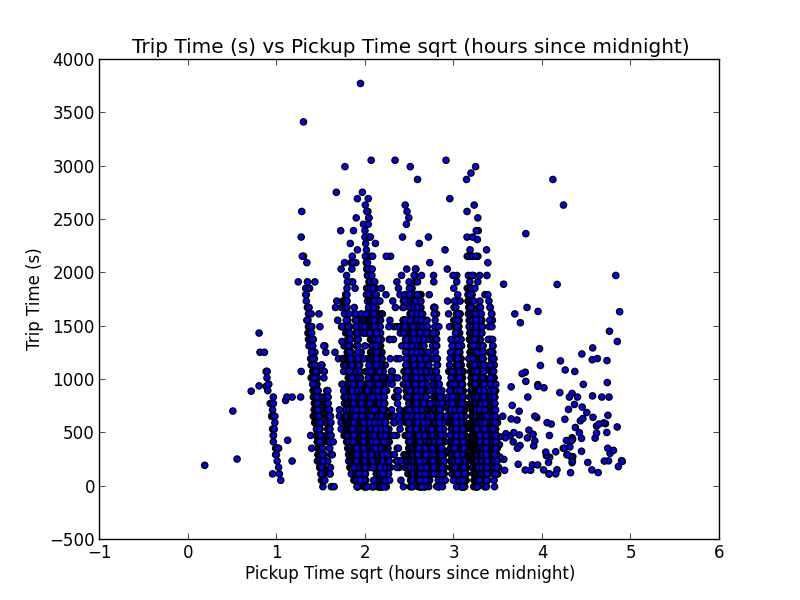 Trip Time (s) vs Pickup Time sqrt (hours since midnight)
4000
3500
3000
2500
2000
1500
1000
500
0
−500
Trip Time (s)
−1 0 1 2 3 4 5 6
Pickup Time sqrt (hours since midnight)